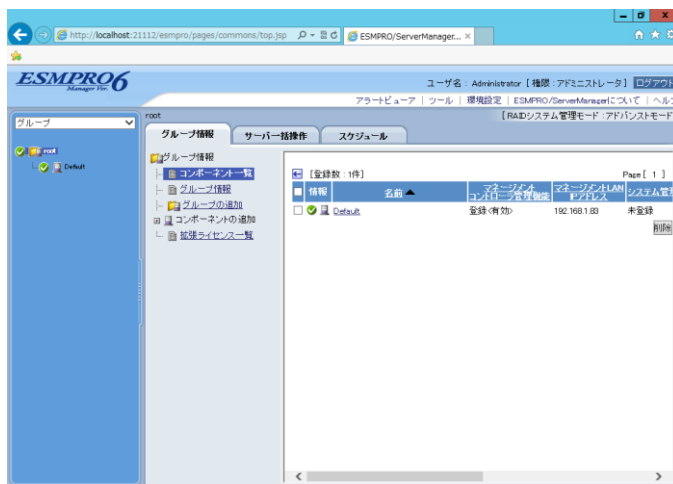 http://localhost:21112/esmpro/pages/commons/top.jsp
ESMPRO/ServerManager...
ESMPRO6
Manager Ver.
ユーザ名 : Administrator [ 権限 : アドミニストレータ ] ログアウト
アラートビューア | ツール | 環境設定 | ESMPRO/ServerManagerについて | ヘル
グループ
root
[ RAIDシステム管理モード : アドバンストモード
root
Default
グループ情報
サーバー一括操作
スケジュール
グループ情報
コンポーネント一覧
グループ情報
グループの追加
コンポーネントの追加
拡張ライセンス一覧
[登録数 : 1件]
Page [ 1 ]
情報 名前▲ マネージメントコントローラ管理機能 マネージメントLAN IPアドレス システム管理
Default 登録<有効> 192.168.1.83 未登録
削除